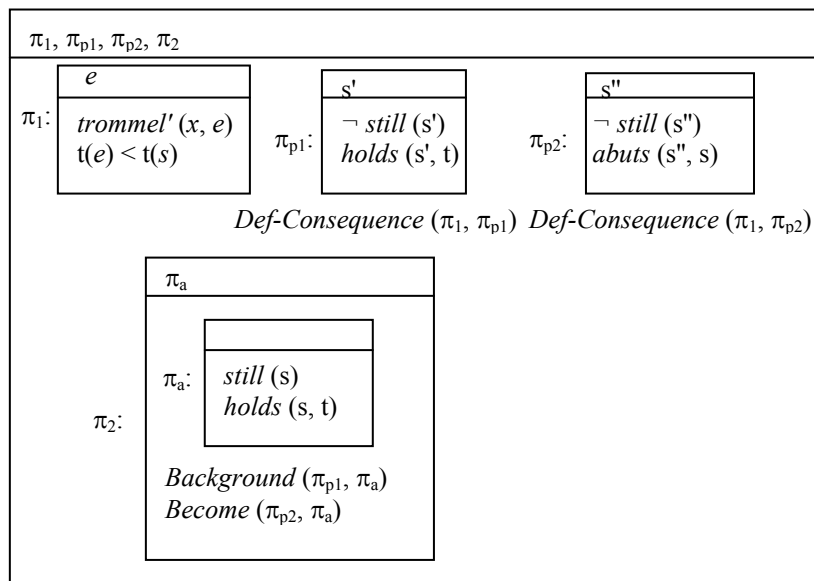 π1, πp1, πp2, π2
π1:
e
trommel' (x, e)
t(e) < t(s)
πp1:
s'
¬ still (s')
holds (s', t)
πp2:
s"
¬ still (s")
abuts (s", s)
Def-Consequence (π1, πp1) Def-Consequence (π1, πp2)
π2:
πa
πa:
still (s)
holds (s, t)
Background (πp1, πa)
Become (πp2, πa)